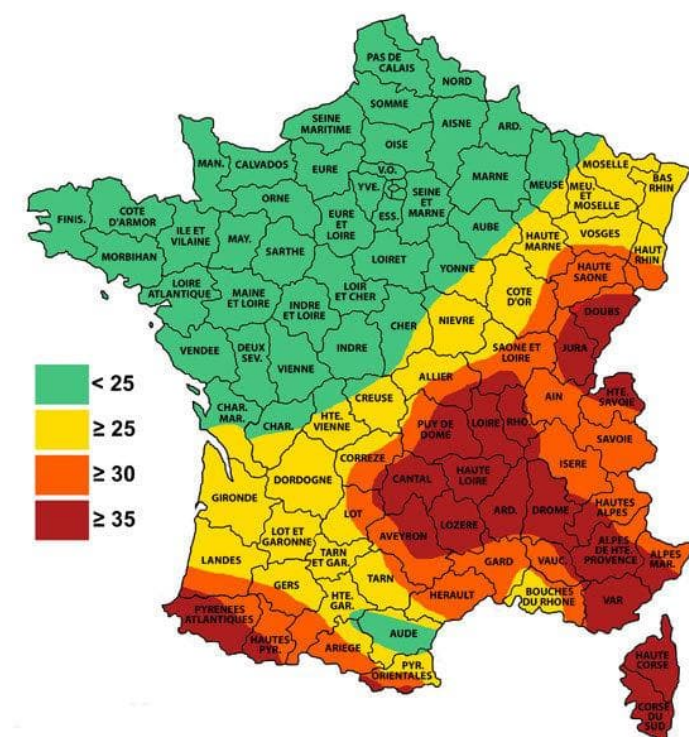 PAS DE
CALAIS
NORD
SOMME
SEINE
MARITIME
AISNE
ARD.
OISE
MAN.
CALVADOS
EURE
V.O.
MOSELLE
BAS
RHIN
MARNE
MEUSE
MEU.
ET
MOSELLE
YVE.
SEINE
ET
MARNE
ORNE
FINIS.
COTE
D'ARMOR
ILE ET
VILAINE
MAY.
EURE
ET
LOIRE
ESS.
AUBE
HAUTE
MARNE
VOSGES
HAUT
RHIN
MORBIHAN
SARTHE
LOIRET
YONNE
HAUTE
SAONE
LOIRE
ATLANTIQUE
MAINE
ET LOIRE
LOIR
ET CHER
INDRE
ET LOIRE
COTE
D'OR
DOUBS
CHER
NIEVRE
VENDEE
DEUX
SEV.
VIENNE
INDRE
SAONE ET
LOIRE
JURA
< 25
ALLIER
CREUSE
HTE.
VIENNE
AIN
HTE.
SAVOIE
CHAR.
MAR.
CHAR.
≥ 25
PUY DE
DOME
LOIRE
RHO.
SAVOIE
CORREZE
ISERE
≥ 30
GIRONDE
DORDOGNE
CANTAL
HAUTE
LOIRE
≥ 35
LOT
LOZERE
ARD.
DROME
HAUTES
ALPES
LOT ET
GARONNE
AVEYRON
ALPES
DE HTE.
PROVENCE
ALPES
MAR.
LANDES
TARN
ET GAR.
GARD
VAUC.
TARN
GERS
HERAULT
BOUCHES
DU RHONE
VAR
HTE.
GAR.
PYRENEES
ATLANTIQUES
AUDE
HAUTES
PYR.
ARIEGE
PYR.
ORIENTALES
HAUTE
CORSE
CORSE
DU
SUD